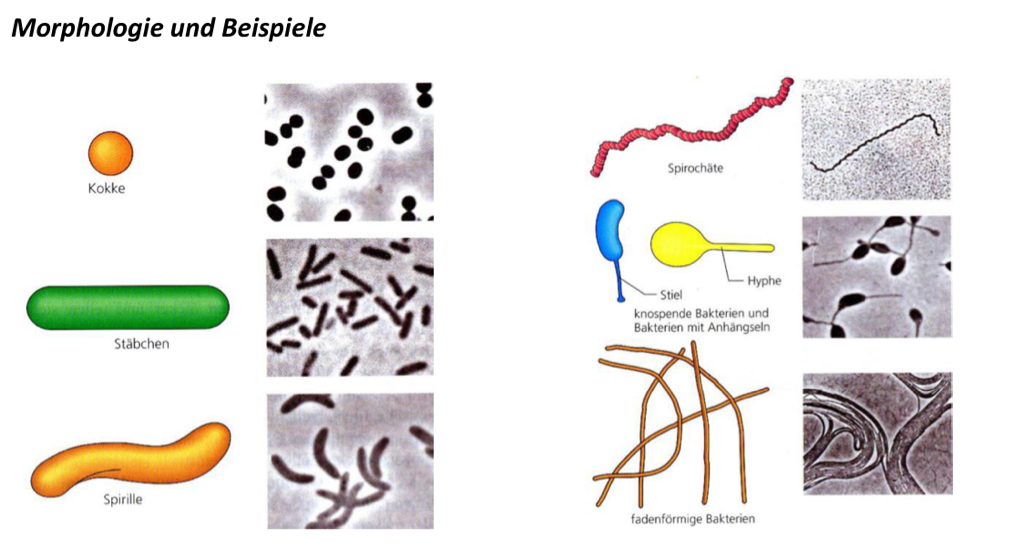 Morphologie und Beispiele
Kokke
Stäbchen
Spirille
Spirochäte
Hyphe
Stiel
knospende Bakterien und
Bakterien mit Anhängseln
fadenförmige Bakterien